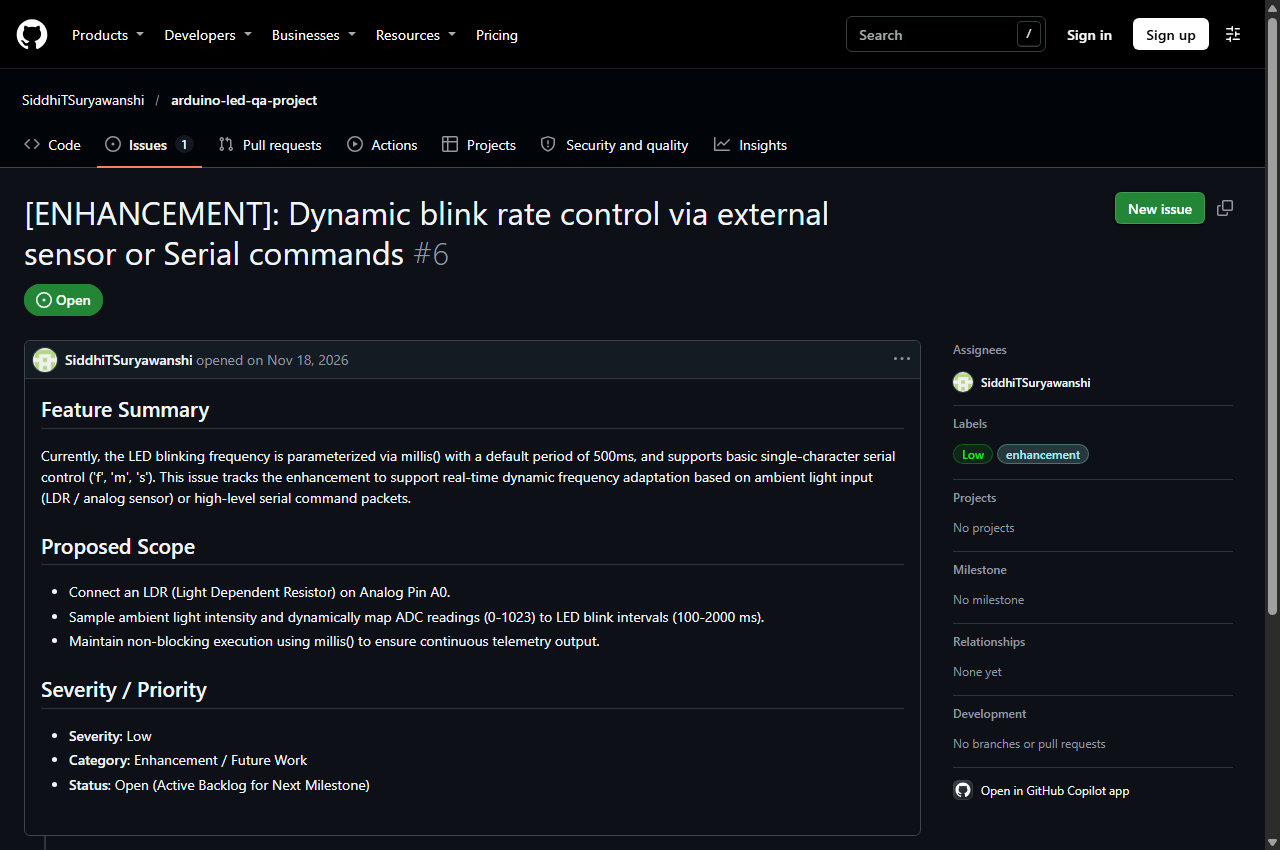 Products Developers Businesses Resources Pricing Search / Sign in Sign up
SiddhiTSuryawanshi / arduino-led-qa-project
Code Issues 1 Pull requests Actions Projects Security and quality Insights
[ENHANCEMENT]: Dynamic blink rate control via external
sensor or Serial commands #6
New issue
Open
SiddhiTSuryawanshi opened on Nov 18, 2026
Feature Summary
Currently, the LED blinking frequency is parameterized via millis() with a default period of 500ms, and supports basic single-character serial
control ('f', 'm', 's'). This issue tracks the enhancement to support real-time dynamic frequency adaptation based on ambient light input
(LDR / analog sensor) or high-level serial command packets.
Proposed Scope
• Connect an LDR (Light Dependent Resistor) on Analog Pin A0.
• Sample ambient light intensity and dynamically map ADC readings (0-1023) to LED blink intervals (100-2000 ms).
• Maintain non-blocking execution using millis() to ensure continuous telemetry output.
Severity / Priority
• Severity: Low
• Category: Enhancement / Future Work
• Status: Open (Active Backlog for Next Milestone)
Assignees
SiddhiTSuryawanshi
Labels
Low enhancement
Projects
No projects
Milestone
No milestone
Relationships
None yet
Development
No branches or pull requests
Open in GitHub Copilot app